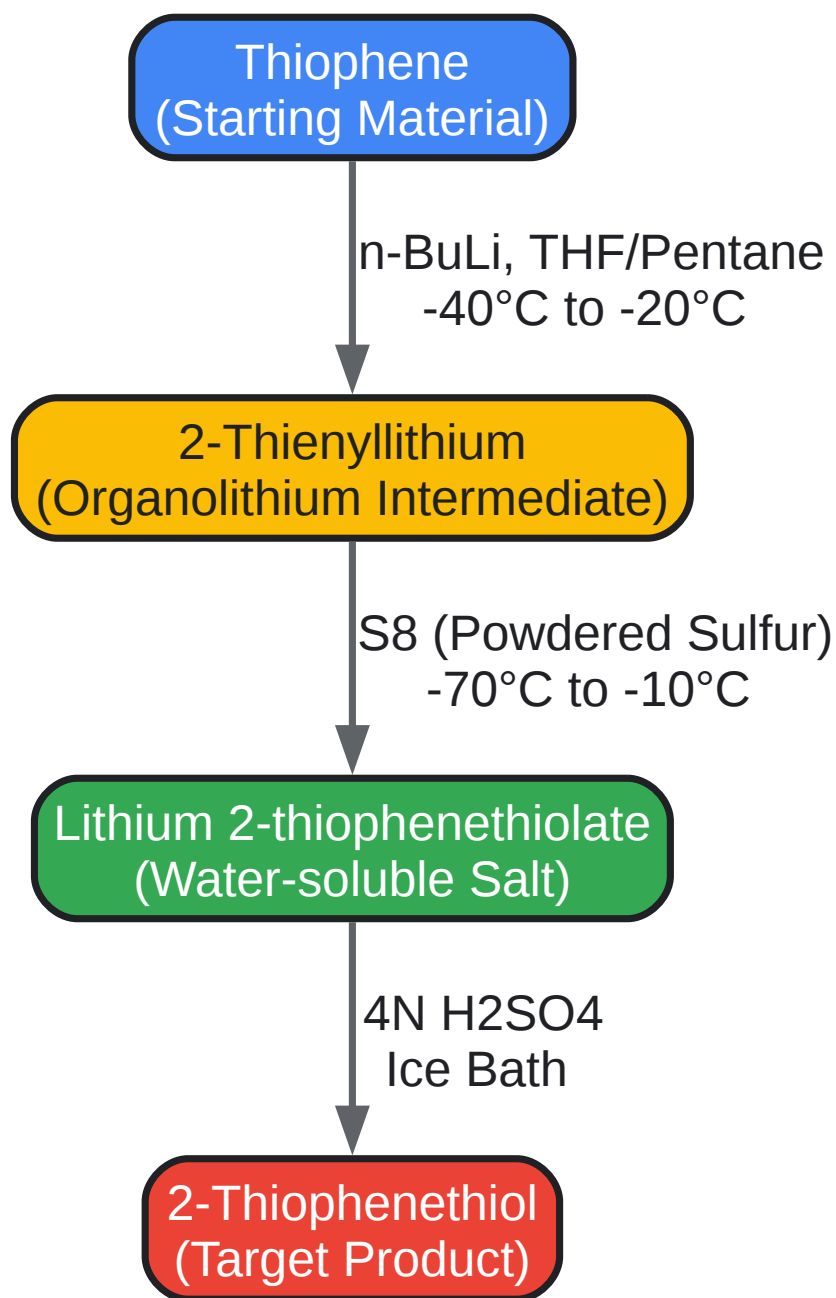 Thiophene
(Starting Material)
n-BuLi, THF/Pentane
-40°C to -20°C
2-Thienyllithium
(Organolithium Intermediate)
S8 (Powdered Sulfur)
-70°C to -10°C
Lithium 2-thiophenethiolate
(Water-soluble Salt)
4N H2SO4
Ice Bath
2-Thiophenethiol
(Target Product)